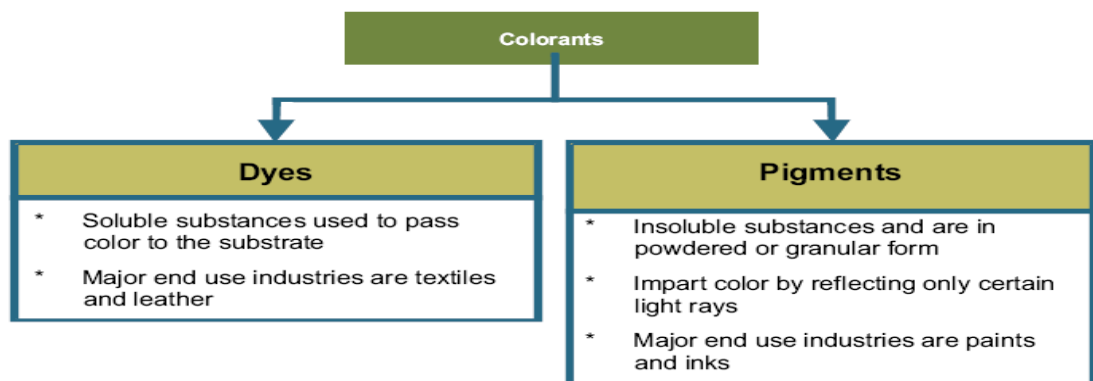 Colorants
Dyes
* Soluble substances used to pass
color to the substrate
* Major end use industries are textiles
and leather
Pigments
* Insoluble substances and are in
powdered or granular form
* Impart color by reflecting only certain
light rays
* Major end use industries are paints
and inks